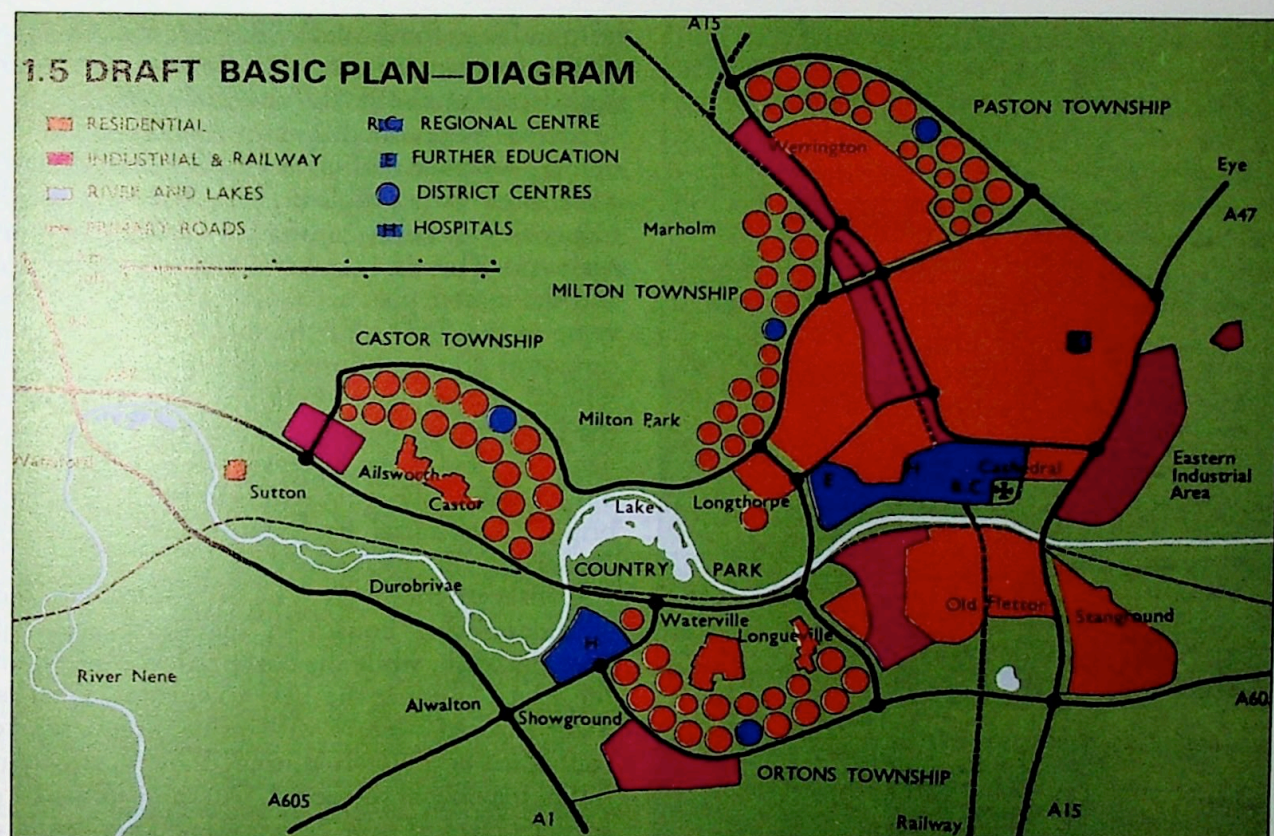 A15
1.5 DRAFT BASIC PLAN—DIAGRAM
RESIDENTIAL
INDUSTRIAL & RAILWAY
RIVER AND LAKES
PRIMARY ROADS
R.C REGIONAL CENTRE
E FURTHER EDUCATION
DISTRICT CENTRES
H HOSPITALS
PASTON TOWNSHIP
Werrington
Eye
A47
Marholm
MILTON TOWNSHIP
CASTOR TOWNSHIP
Milton Park
Ailsworth
Castor
Sutton
Longthorpe
Lake
E
H
Cathedral
R.C
Eastern
Industrial
Area
COUNTRY PARK
Durobrivae
Waterville
Longueville
H
Old Fletton
Stanground
River Nene
Alwalton
Showground
A60
ORTONS TOWNSHIP
A605
A1
Railway
A15